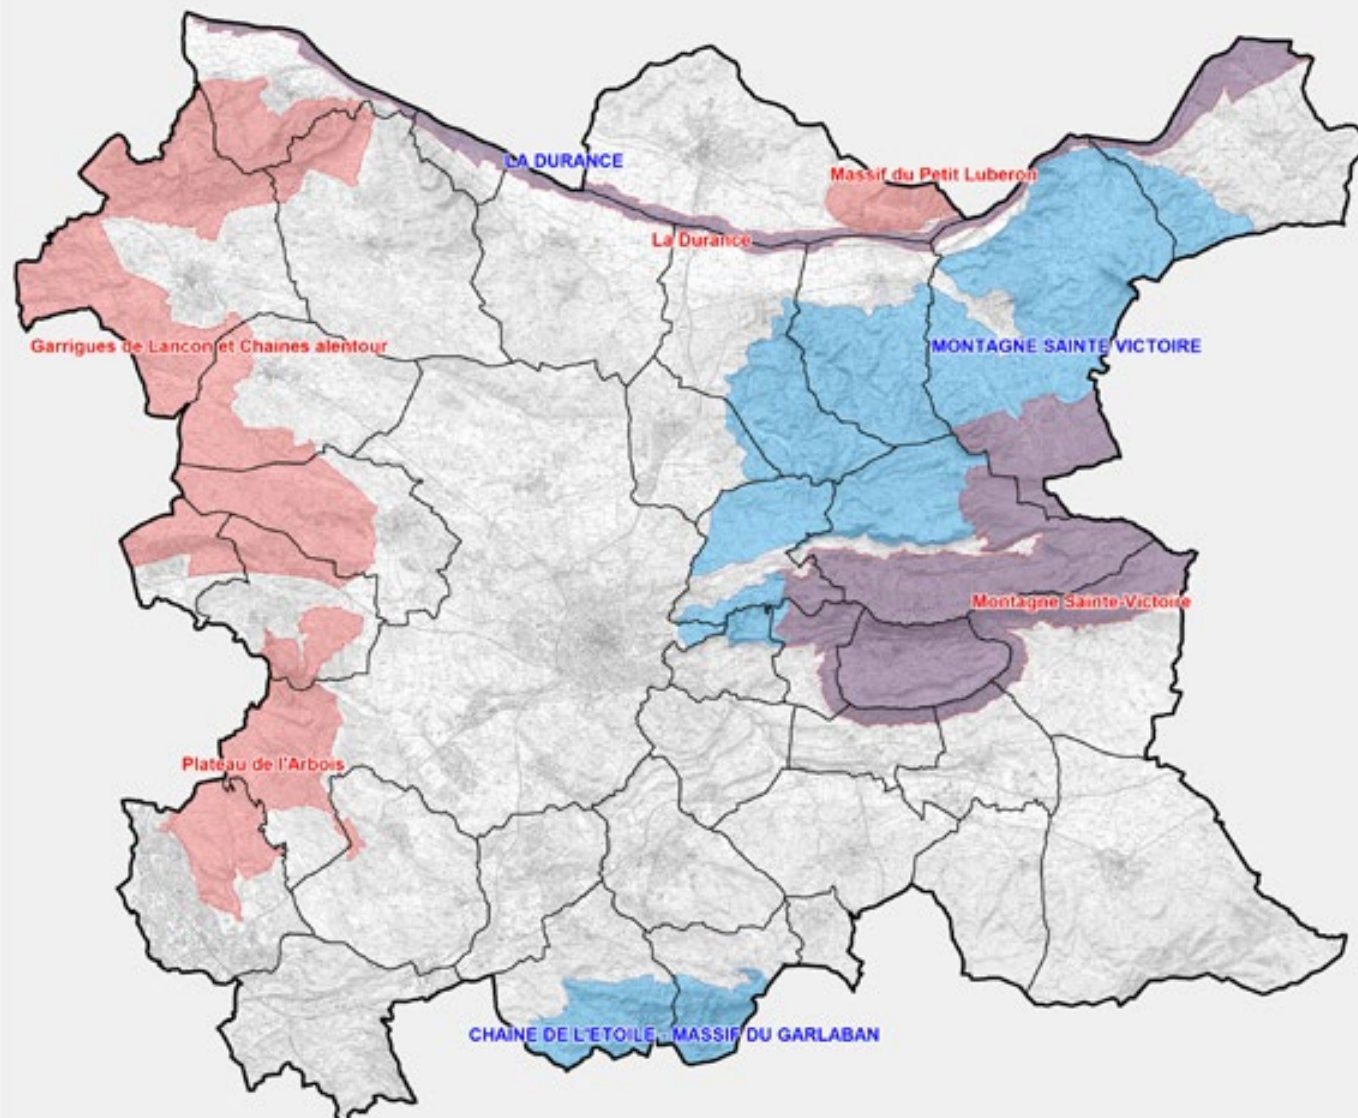 LA DURANCE
Massif du Petit Luberon
La Durance
Garrigues de Lancon et Chaines alentour
MONTAGNE SAINTE VICTOIRE
Montagne Sainte-Victoire
Plateau de l'Arbois
CHAINE DE L'ETOILE - MASSIF DU GARLABAN